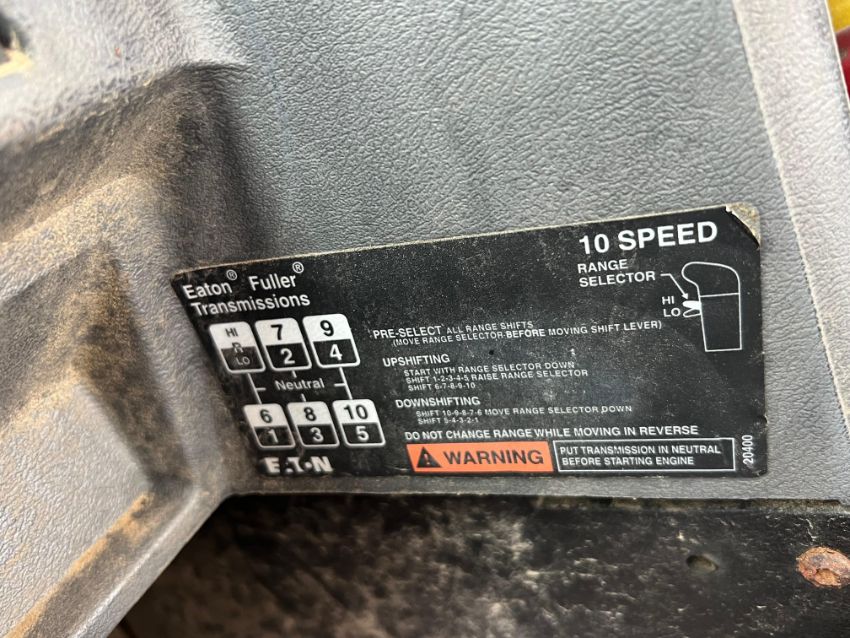 10 SPEED
Eaton® Fuller®
Transmissions
RANGE
SELECTOR
HI
LO
HI 7 9
R 2 4
LO
Neutral
6 8 10
1 3 5
EATON
PRE-SELECT ALL RANGE SHIFTS
(MOVE RANGE SELECTOR BEFORE MOVING SHIFT LEVER)
UPSHIFTING
START WITH RANGE SELECTOR DOWN
SHIFT 1-2-3-4-5 RAISE RANGE SELECTOR
SHIFT 6-7-8-9-10
DOWNSHIFTING
SHIFT 10-9-8-7-6 MOVE RANGE SELECTOR DOWN
SHIFT 5-4-3-2-1
DO NOT CHANGE RANGE WHILE MOVING IN REVERSE
WARNING
PUT TRANSMISSION IN NEUTRAL
BEFORE STARTING ENGINE
20400